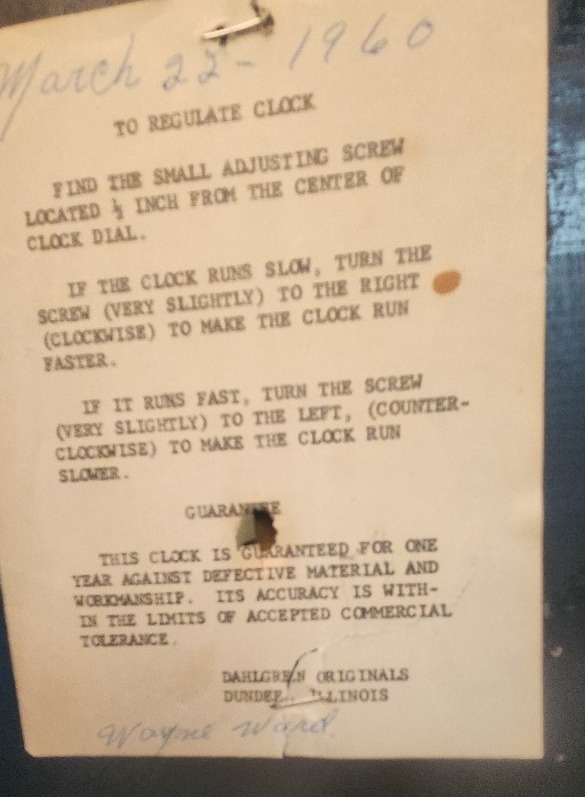 March 22 - 1960
TO REGULATE CLOCK
FIND THE SMALL ADJUSTING SCREW
LOCATED ½ INCH FROM THE CENTER OF
CLOCK DIAL.
IF THE CLOCK RUNS SLOW, TURN THE
SCREW (VERY SLIGHTLY) TO THE RIGHT
(CLOCKWISE) TO MAKE THE CLOCK RUN
FASTER.
IF IT RUNS FAST, TURN THE SCREW
(VERY SLIGHTLY) TO THE LEFT, (COUNTER-
CLOCKWISE) TO MAKE THE CLOCK RUN
SLOWER.
GUARANTEE
THIS CLOCK IS GUARANTEED FOR ONE
YEAR AGAINST DEFECTIVE MATERIAL AND
WORKMANSHIP. ITS ACCURACY IS WITH-
IN THE LIMITS OF ACCEPTED COMMERCIAL
TOLERANCE.
DAHLGREN ORIGINALS
DUNDEE, ILLINOIS
Wayne Ward